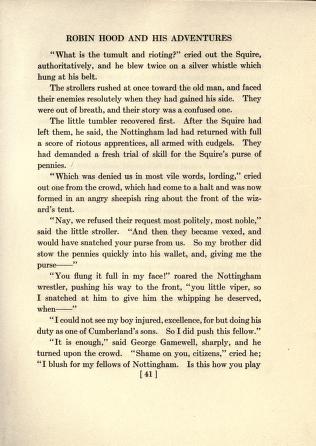 ROBIN HOOD AND HIS ADVENTURES
"What is the tumult and rioting?" cried out the Squire,
authoritatively, and he blew twice on a silver whistle which
hung at his belt.
The strollers rushed at once toward the old man, and faced
their enemies resolutely when they had gained his side. They
were out of breath, and their story was a confused one.
The little tumbler recovered first. After the Squire had
left them, he said, the Nottingham lad had returned with full
a score of riotous apprentices, all armed with cudgels. They
had demanded a fresh trial of skill for the Squire's purse of
pennies.
"Which was denied us in most vile words, lording," cried
out one from the crowd, which had come to a halt and was now
formed in an angry sheepish ring about the front of the wiz-
ard's tent.
"Nay, we refused their request most politely, most noble,"
said the little stroller. "And then they became vexed, and
would have snatched your purse from us. So my brother did
stow the pennies quickly into his wallet, and, giving me the
purse——"
"You flung it full in my face!" roared the Nottingham
wrestler, pushing his way to the front, "you little viper, so
I snatched at him to give him the whipping he deserved,
when——"
"I could not see my boy injured, excellence, for but doing his
duty as one of Cumberland's sons. So I did push this fellow."
"It is enough," said George Gamewell, sharply, and he
turned upon the crowd. "Shame on you, citizens," cried he;
"I blush for my fellows of Nottingham. Is this how you play
[ 41 ]